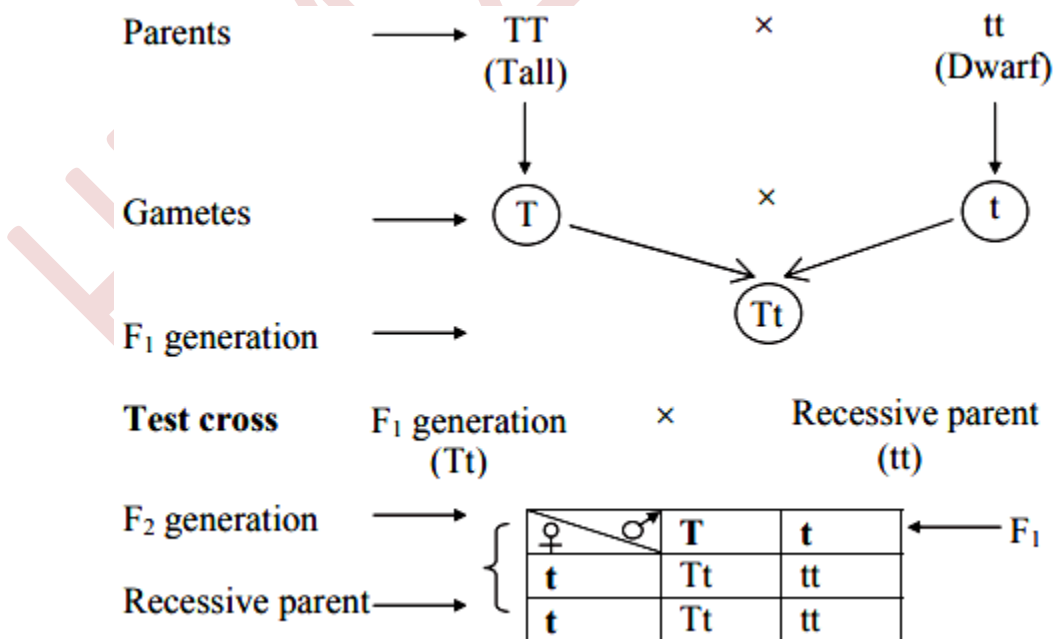 Parents TT × tt
(Tall) (Dwarf)
Gametes T × t
Tt
F₁ generation
Test cross F₁ generation × Recessive parent
(Tt) (tt)
F₂ generation ♀ ♂ T t F₁
t Tt tt
Recessive parent
t Tt tt